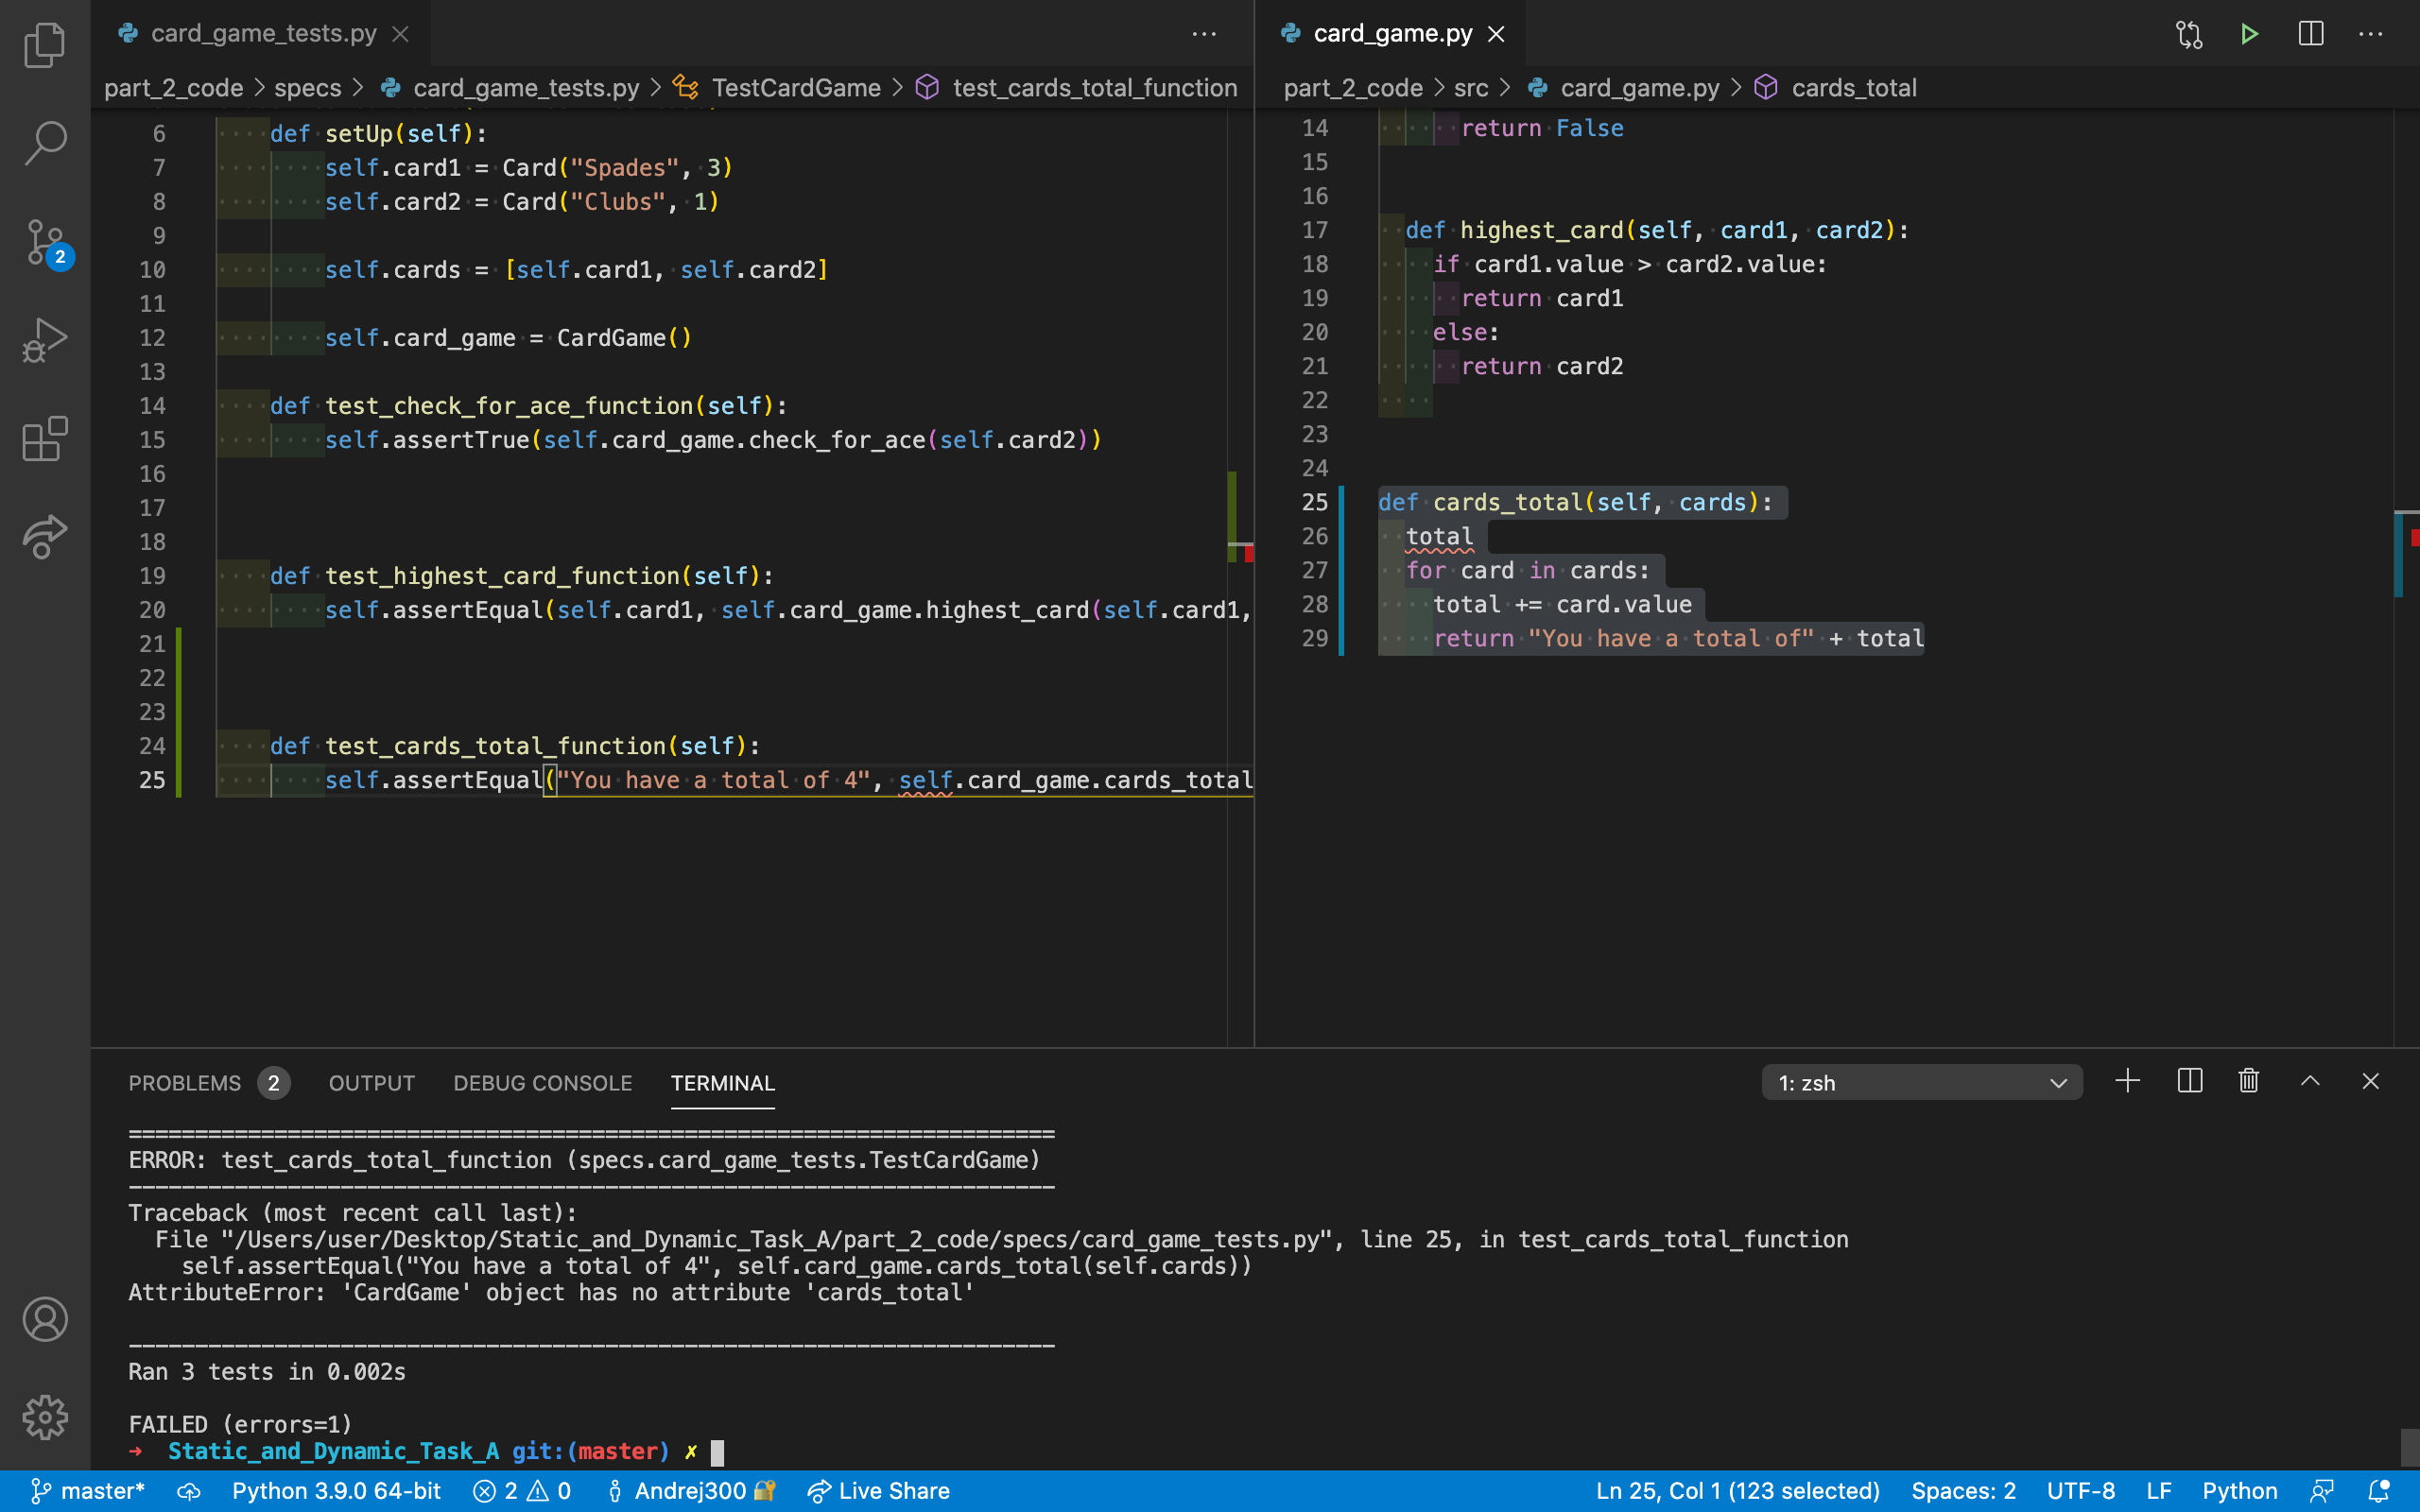 card_game_tests.py
part_2_code > specs > card_game_tests.py > TestCardGame > test_cards_total_function
6 def setUp(self):
7 self.card1 = Card("Spades", 3)
8 self.card2 = Card("Clubs", 1)
9
10 self.cards = [self.card1, self.card2]
11
12 self.card_game = CardGame()
13
14 def test_check_for_ace_function(self):
15 self.assertTrue(self.card_game.check_for_ace(self.card2))
16
17
18
19 def test_highest_card_function(self):
20 self.assertEqual(self.card1, self.card_game.highest_card(self.card1,
21
22
23
24 def test_cards_total_function(self):
25 self.assertEqual("You have a total of 4", self.card_game.cards_total
card_game.py
part_2_code > src > card_game.py > cards_total
14 return False
15
16
17 def highest_card(self, card1, card2):
18 if card1.value > card2.value:
19 return card1
20 else:
21 return card2
22
23
24
25 def cards_total(self, cards):
26 total
27 for card in cards:
28 total += card.value
29 return "You have a total of" + total
2
PROBLEMS 2 OUTPUT DEBUG CONSOLE TERMINAL 1: zsh
======================================================================
ERROR: test_cards_total_function (specs.card_game_tests.TestCardGame)
----------------------------------------------------------------------
Traceback (most recent call last):
File "/Users/user/Desktop/Static_and_Dynamic_Task_A/part_2_code/specs/card_game_tests.py", line 25, in test_cards_total_function
self.assertEqual("You have a total of 4", self.card_game.cards_total(self.cards))
AttributeError: 'CardGame' object has no attribute 'cards_total'
----------------------------------------------------------------------
Ran 3 tests in 0.002s
FAILED (errors=1)
→ Static_and_Dynamic_Task_A git:(master) ✗
master* Python 3.9.0 64-bit 2 0 Andrej300 Live Share Ln 25, Col 1 (123 selected) Spaces: 2 UTF-8 LF Python